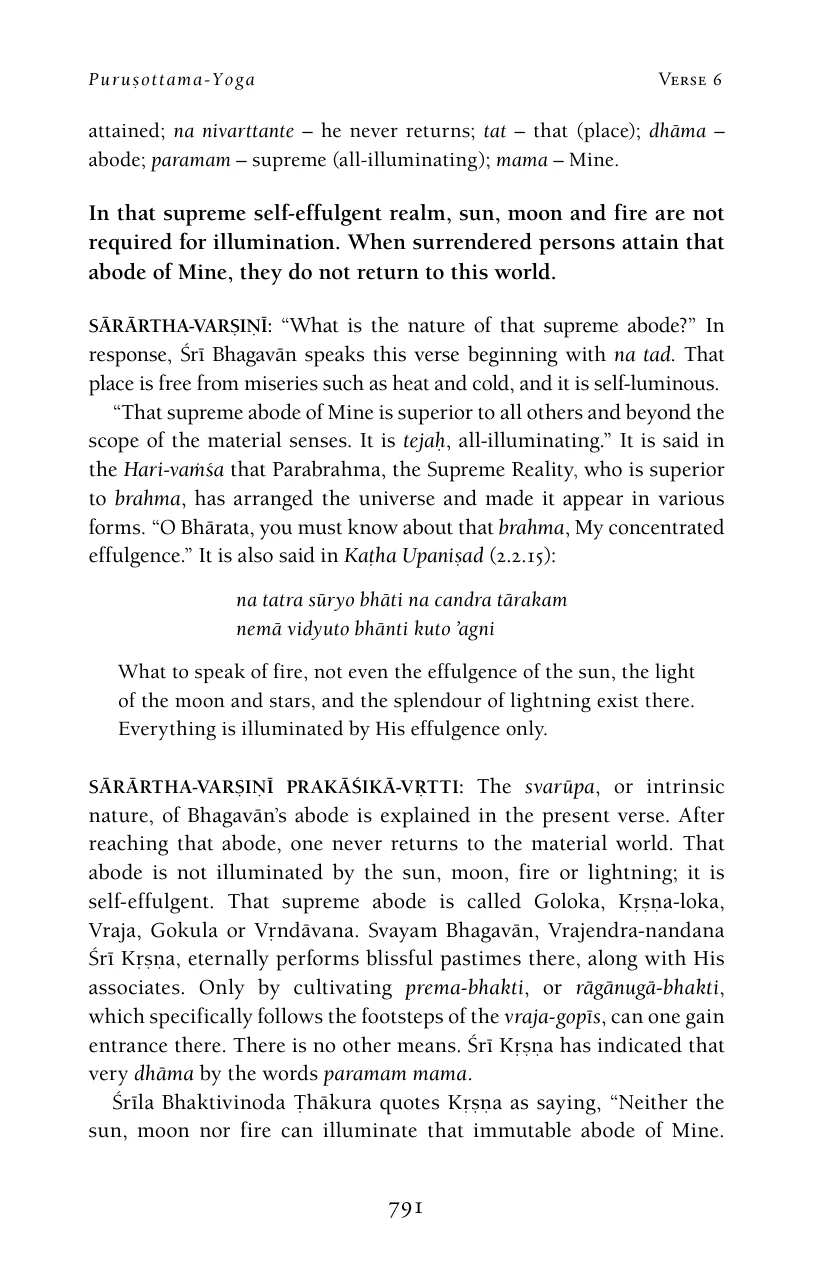 Puruṣottama-Yoga Verse 6
attained; na nivarttante – he never returns; tat – that (place); dhāma –
abode; paramam – supreme (all-illuminating); mama – Mine.
In that supreme self-effulgent realm, sun, moon and fire are not
required for illumination. When surrendered persons attain that
abode of Mine, they do not return to this world.
SĀRĀRTHA-VARṢIṆĪ: “What is the nature of that supreme abode?” In
response, Śrī Bhagavān speaks this verse beginning with na tad. That
place is free from miseries such as heat and cold, and it is self-luminous.
“That supreme abode of Mine is superior to all others and beyond the
scope of the material senses. It is tejaḥ, all-illuminating.” It is said in
the Hari-vaṁśa that Parabrahma, the Supreme Reality, who is superior
to brahma, has arranged the universe and made it appear in various
forms. “O Bhārata, you must know about that brahma, My concentrated
effulgence.” It is also said in Kaṭha Upaniṣad (2.2.15):
na tatra sūryo bhāti na candra tārakam
nemā vidyuto bhānti kuto ’agni
What to speak of fire, not even the effulgence of the sun, the light
of the moon and stars, and the splendour of lightning exist there.
Everything is illuminated by His effulgence only.
SĀRĀRTHA-VARṢIṆĪ PRAKĀŚIKĀ-VṚTTI: The svarūpa, or intrinsic
nature, of Bhagavān’s abode is explained in the present verse. After
reaching that abode, one never returns to the material world. That
abode is not illuminated by the sun, moon, fire or lightning; it is
self-effulgent. That supreme abode is called Goloka, Kṛṣṇa-loka,
Vraja, Gokula or Vṛndāvana. Svayam Bhagavān, Vrajendra-nandana
Śrī Kṛṣṇa, eternally performs blissful pastimes there, along with His
associates. Only by cultivating prema-bhakti, or rāgānugā-bhakti,
which specifically follows the footsteps of the vraja-gopīs, can one gain
entrance there. There is no other means. Śrī Kṛṣṇa has indicated that
very dhāma by the words paramam mama.
Śrīla Bhaktivinoda Ṭhākura quotes Kṛṣṇa as saying, “Neither the
sun, moon nor fire can illuminate that immutable abode of Mine.
791